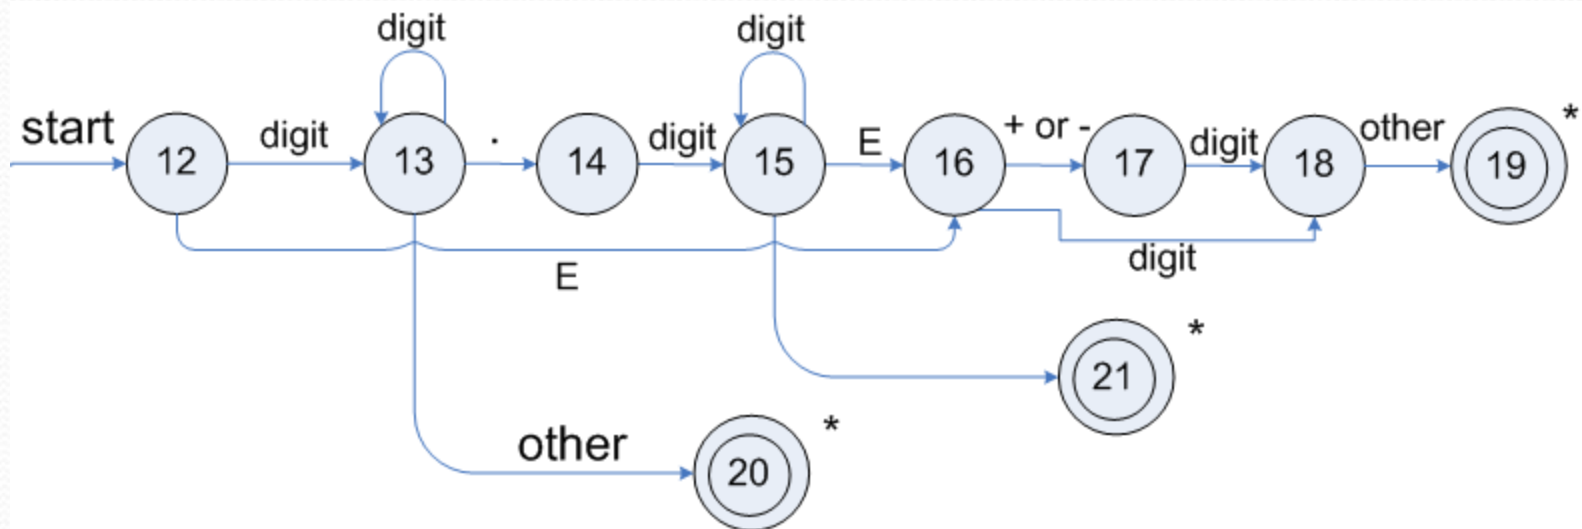 digit
digit
start
digit
.
digit
E
+ or -
digit
other
*
12
13
14
15
16
17
18
19
E
digit
*
21
*
other
20